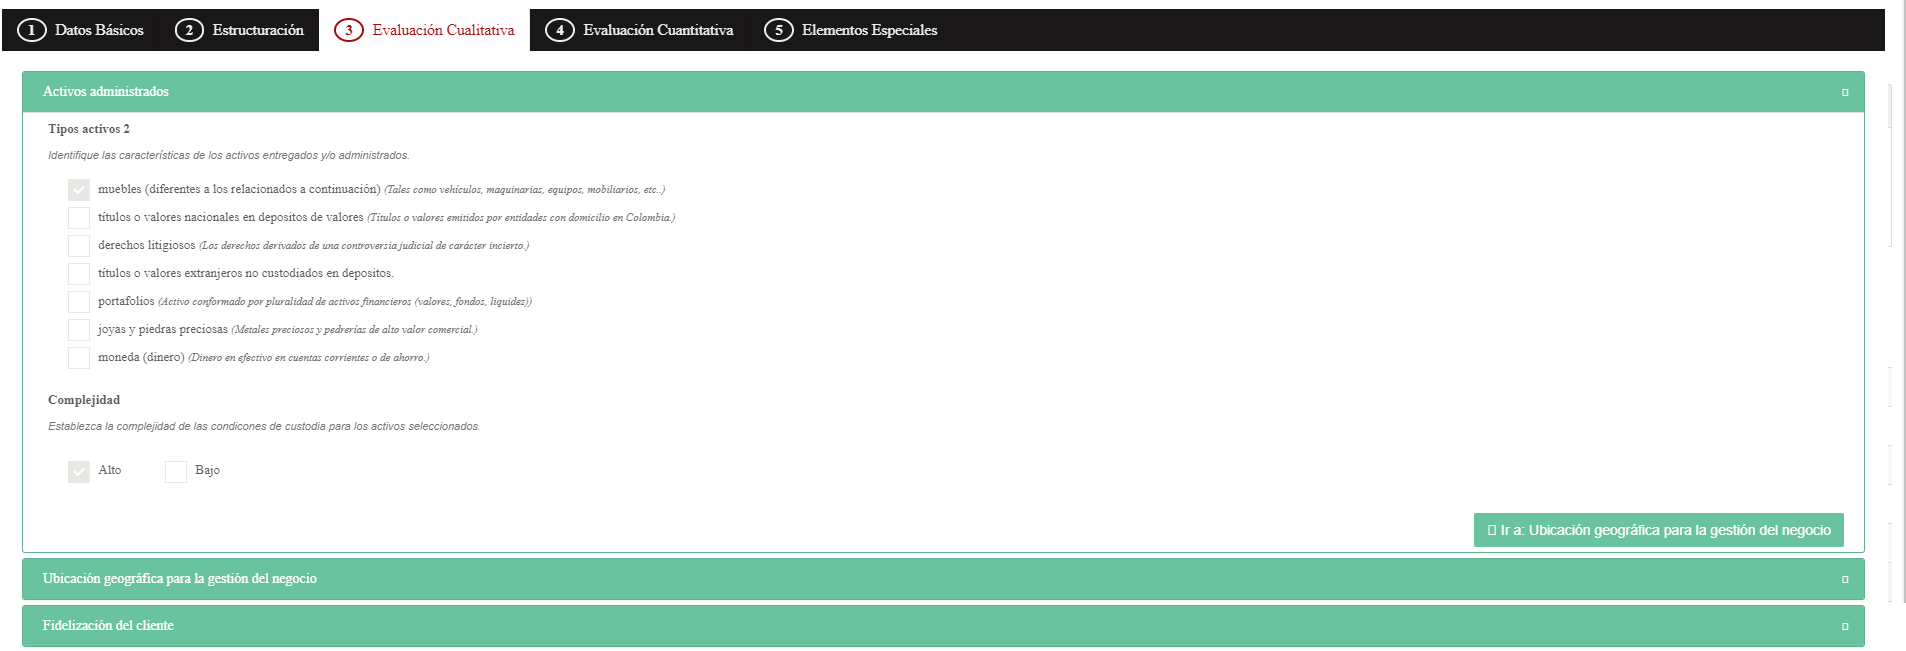 1 Datos Básicos 2 Estructuración 3 Evaluación Cualitativa 4 Evaluación Cuantitativa 5 Elementos Especiales
Activos administrados
Tipos activos 2
Identifique las características de los activos entregados y/o administrados.
muebles (diferentes a los relacionados a continuación) (Tales como vehículos, maquinarias, equipos, mobiliarios, etc..)
títulos o valores nacionales en depositos de valores (Títulos o valores emitidos por entidades con domicilio en Colombia.)
derechos litigiosos (Los derechos derivados de una controversia judicial de carácter incierto.)
títulos o valores extranjeros no custodiados en depositos.
portafolios (Activo conformado por pluralidad de activos financieros (valores, fondos, liquidez))
joyas y piedras preciosas (Metales preciosos y pedrerías de alto valor comercial.)
moneda (dinero) (Dinero en efectivo en cuentas corrientes o de ahorro.)
Complejidad
Establezca la complejidad de las condicones de custodia para los activos seleccionados.
Alto Bajo
Ir a: Ubicación geográfica para la gestión del negocio
Ubicación geográfica para la gestión del negocio
Fidelización del cliente